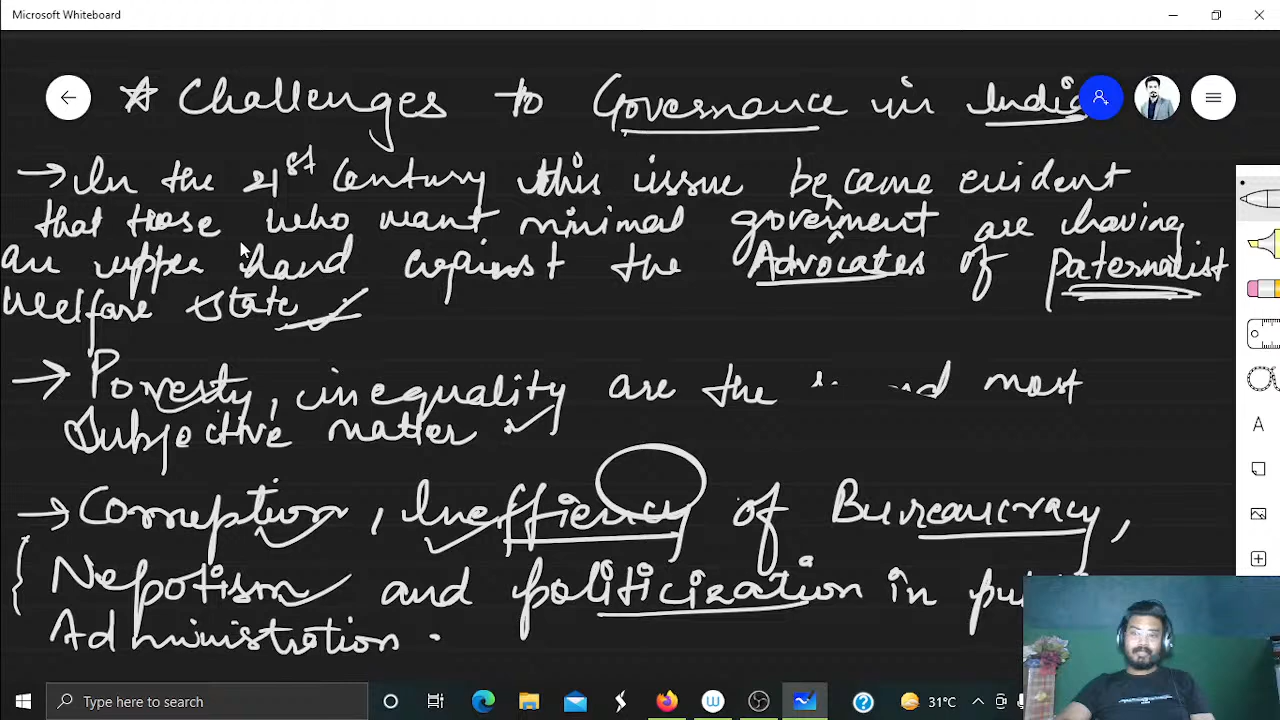 Microsoft Whiteboard
☆ Challenges to Governance in India
→ In the 21st Century this issue became evident
that those who want minimal government are having
an upper hand against the Advocates of paternalist
Welfare state
→ Poverty, inequality are the and most
Subjective matter
→ Corruption, Inefficiency of Bureaucracy,
Nepotism and politicization in
Administration.
A
Type here to search
31°C